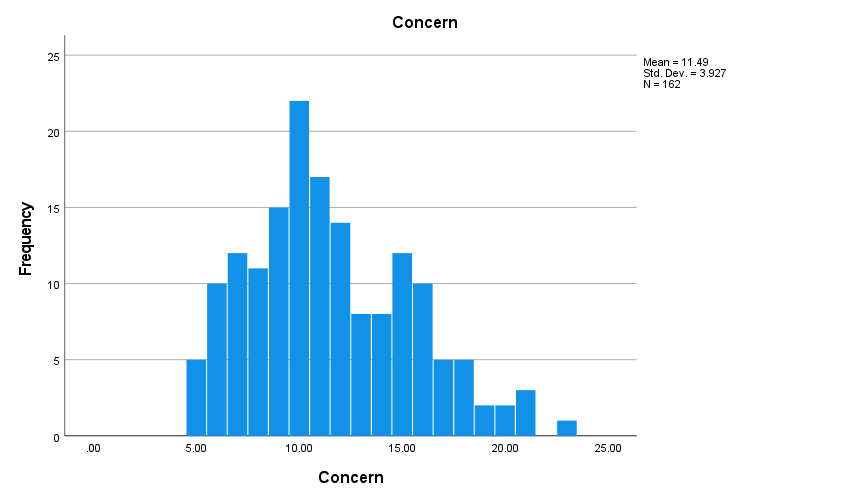 Concern
Mean = 11.49
Std. Dev. = 3.927
N = 162
25
20
15
10
5
0
Frequency
.00
5.00
10.00
15.00
20.00
25.00
Concern